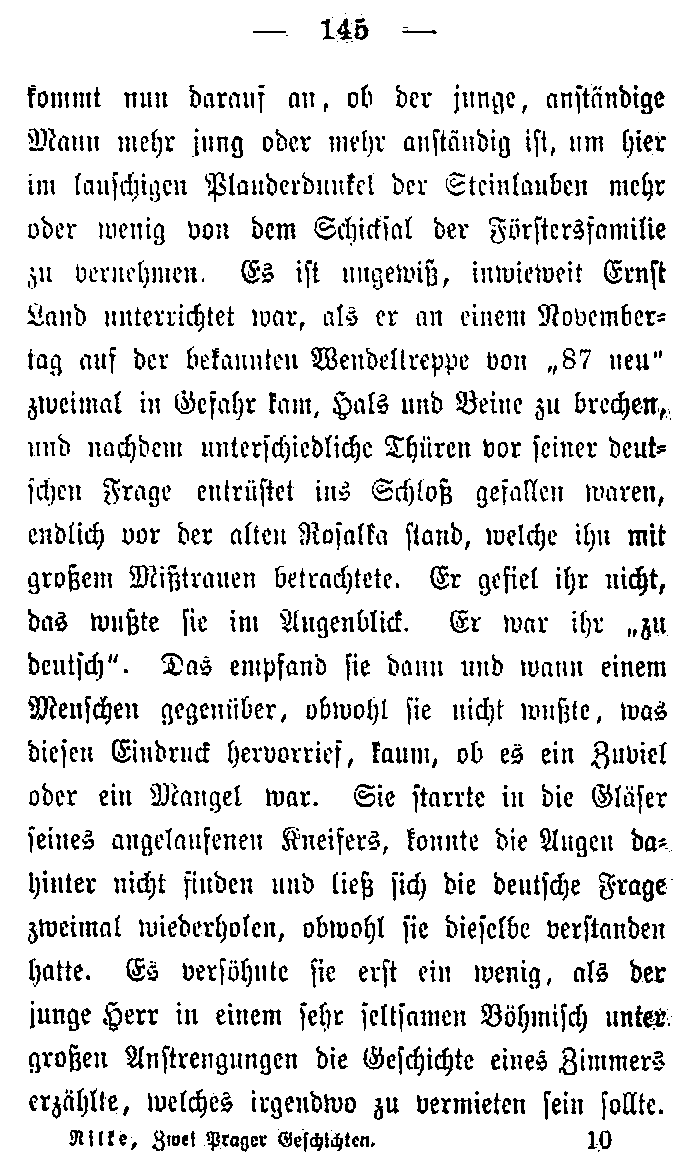 — 145 —
kommt nun darauf an, ob der junge, anständige
Mann mehr jung oder mehr anständig ist, um hier
im lauschigen Plauderdunkel der Steinlauben mehr
oder wenig von dem Schicksal der Förstersfamilie
zu vernehmen. Es ist ungewiß, inwieweit Ernst
Land unterrichtet war, als er an einem November-
tag auf der bekannten Wendeltreppe von „87 neu"
zweimal in Gefahr kam, Hals und Beine zu brechen,
und nachdem unterschiedliche Thüren vor seiner deut-
schen Frage entrüstet ins Schloß gefallen waren,
endlich vor der alten Rosalka stand, welche ihn mit
großem Mißtrauen betrachtete. Er gefiel ihr nicht,
das wußte sie im Augenblick. Er war ihr „zu
deutsch". Das empfand sie dann und wann einem
Menschen gegenüber, obwohl sie nicht wußte, was
diesen Eindruck hervorrief, kaum, ob es ein Zuviel
oder ein Mangel war. Sie starrte in die Gläser
seines angelaufenen Kneifers, konnte die Augen da-
hinter nicht finden und ließ sich die deutsche Frage
zweimal wiederholen, obwohl sie dieselbe verstanden
hatte. Es versöhnte sie erst ein wenig, als der
junge Herr in einem sehr seltsamen Böhmisch unter
großen Anstrengungen die Geschichte eines Zimmers
erzählte, welches irgendwo zu vermieten sein sollte.
Rilke, Zwei Prager Geschichten. 10